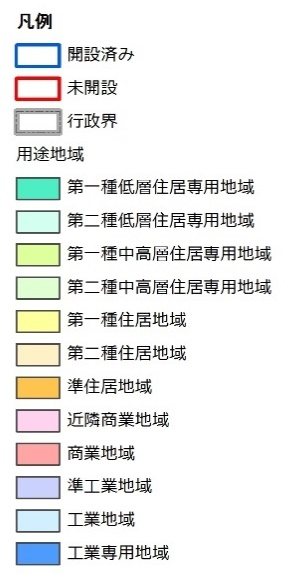 凡例
開設済み
未開設
行政界
用途地域
第一種低層住居専用地域
第二種低層住居専用地域
第一種中高層住居専用地域
第二種中高層住居専用地域
第一種住居地域
第二種住居地域
準住居地域
近隣商業地域
商業地域
準工業地域
工業地域
工業専用地域